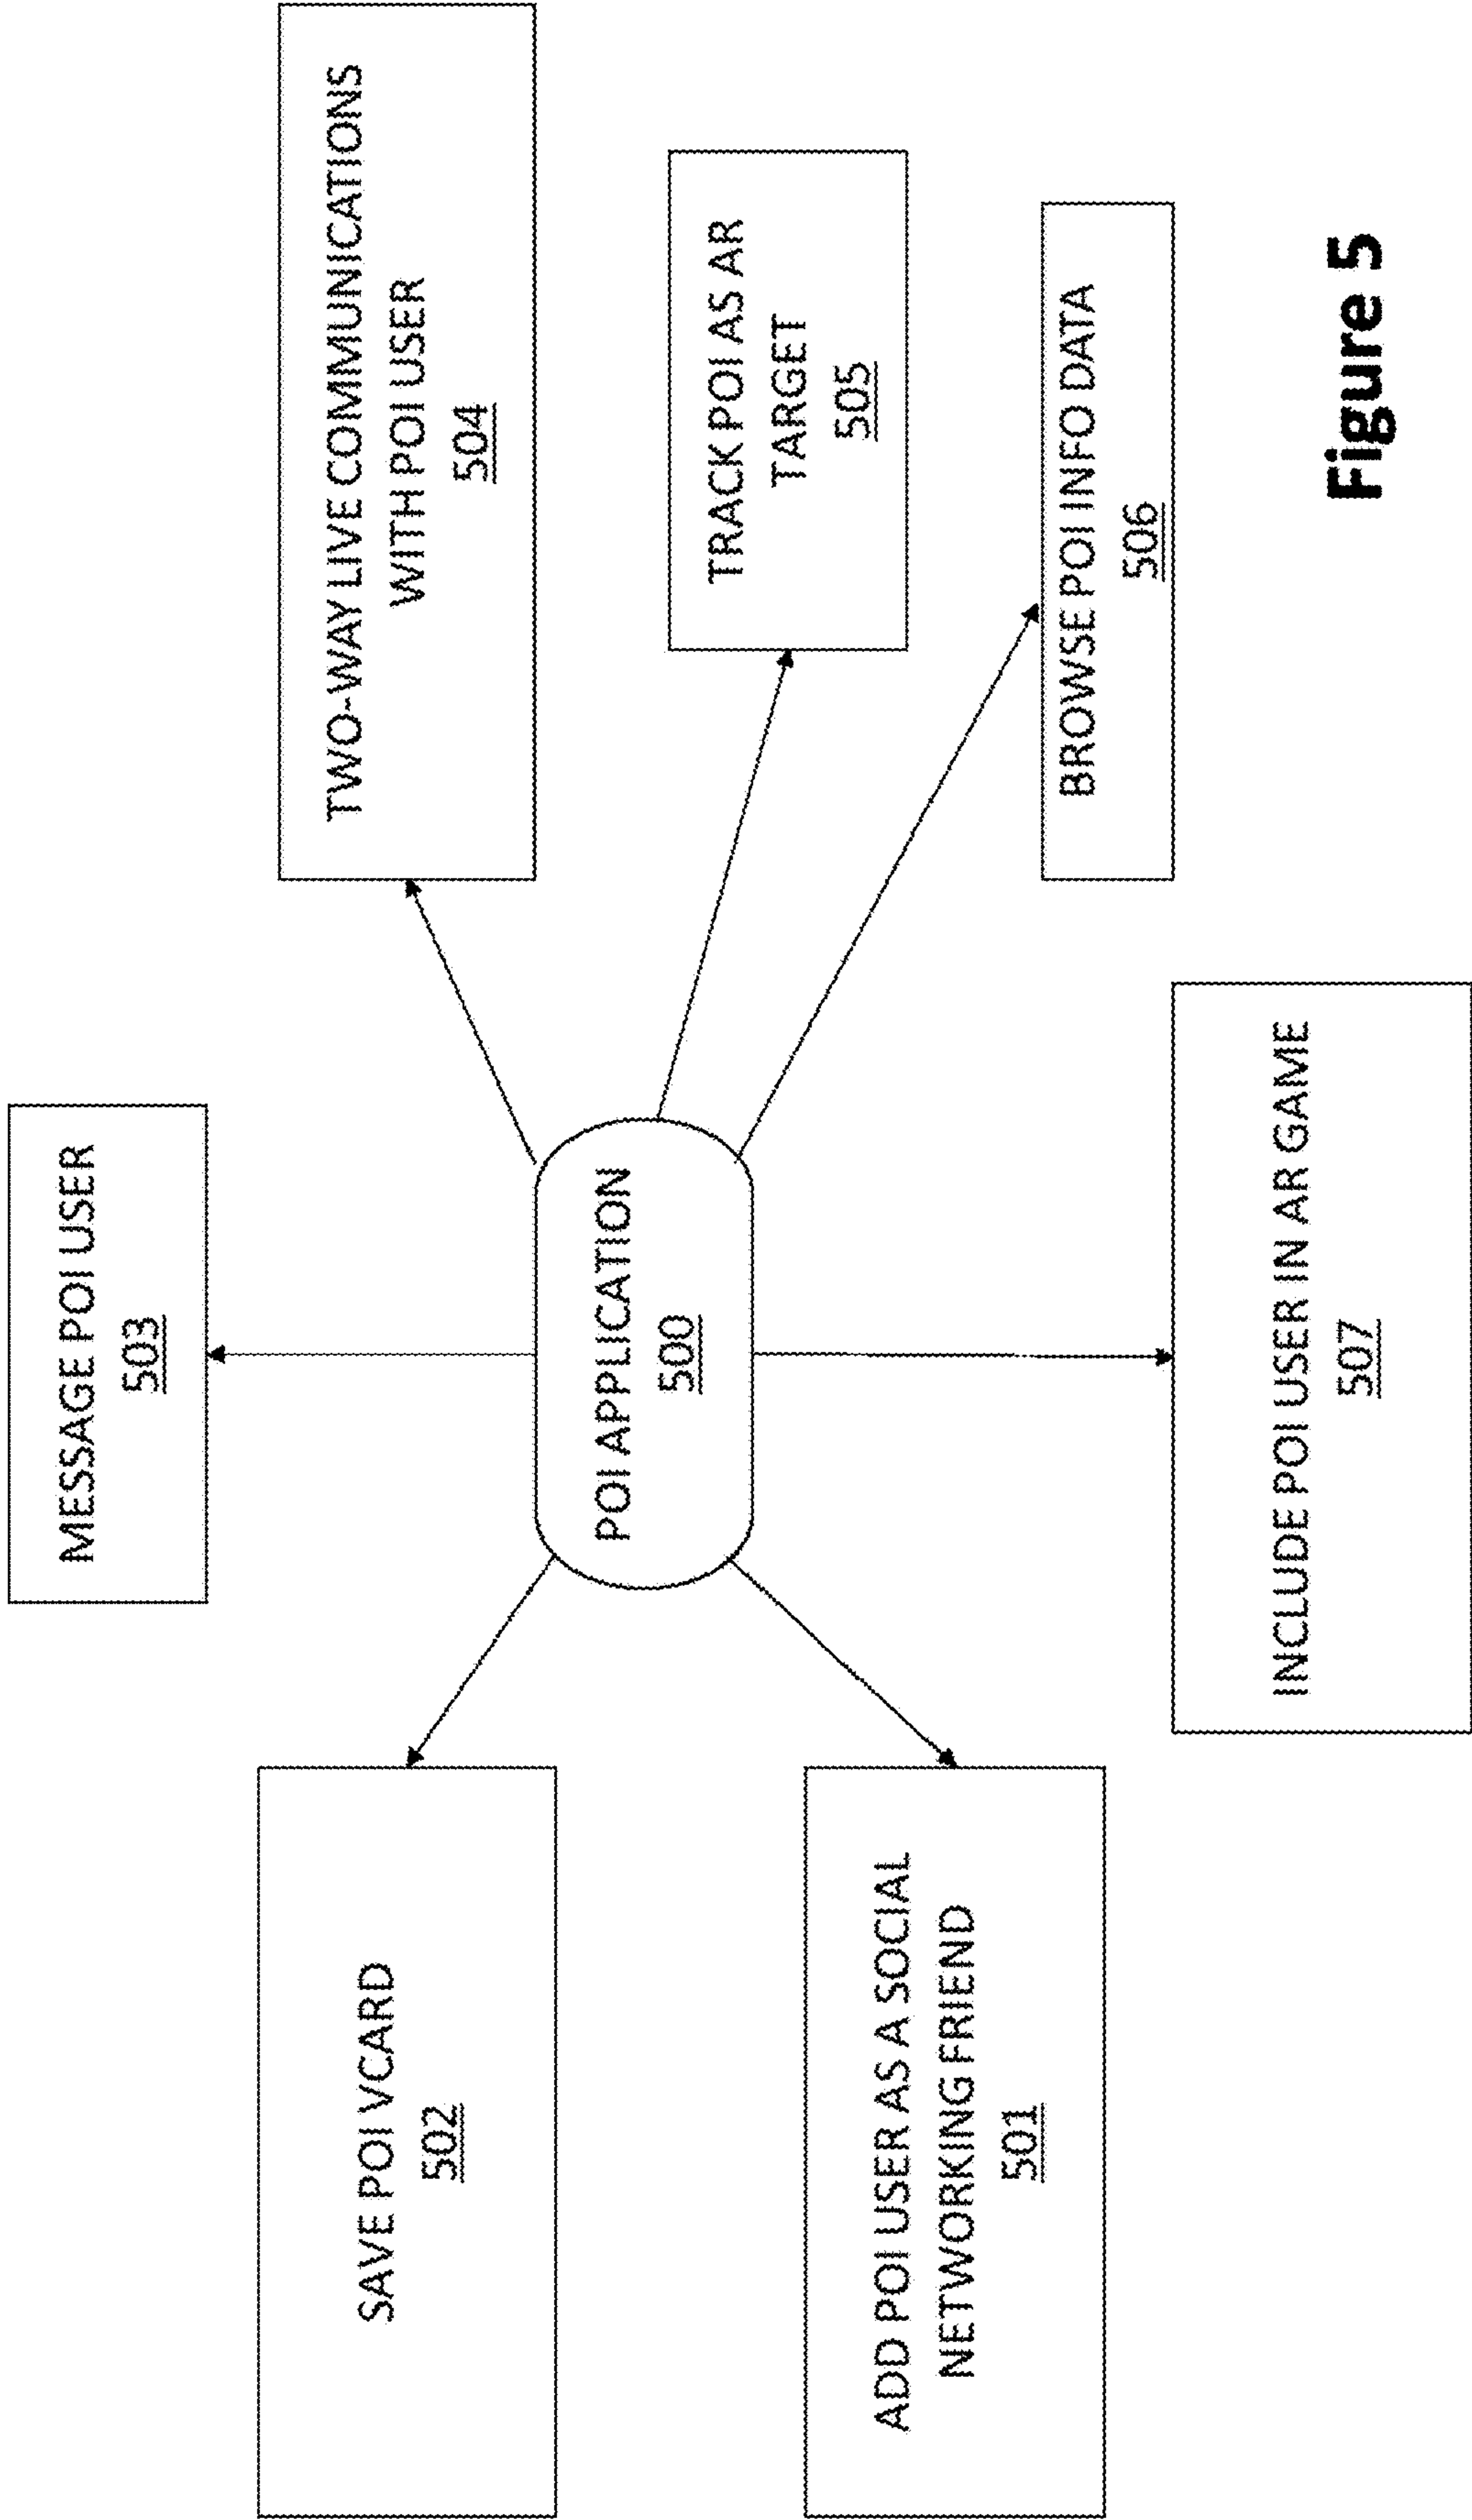 MESSAGE POI USER
503
SAVE POI VCARD
502
TWO-WAY LIVE COMMUNICATIONS
WITH POI USER
504
POI APPLICATION
500
TRACK POI AS AR
TARGET
505
ADD POI USER AS A SOCIAL
NETWORKING FRIEND
501
BROWSE POI INFO DATA
506
INCLUDE POI USER IN AR GAME
507
Figure 5